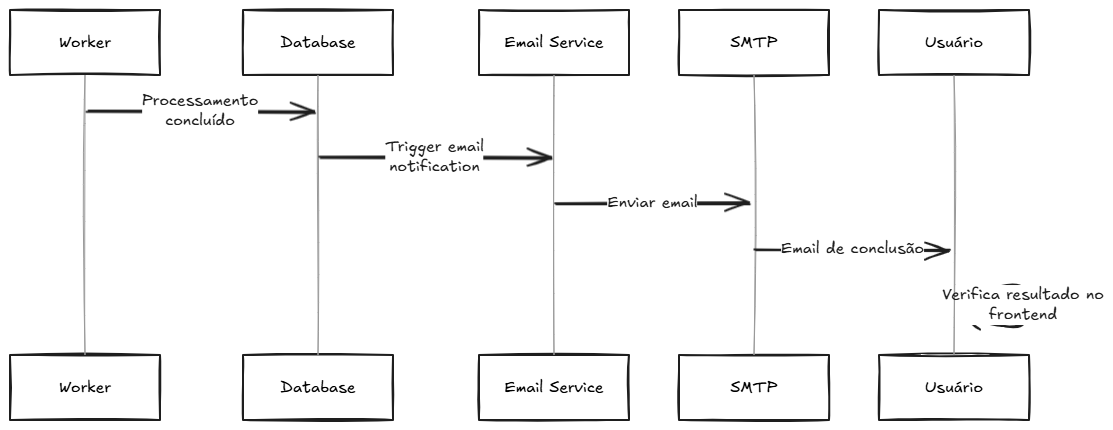 Worker
Database
Email Service
SMTP
Usuário
Processamento
concluído
Trigger email
notification
Enviar email
Email de conclusão
Verifica resultado no
frontend
Worker
Database
Email Service
SMTP
Usuário